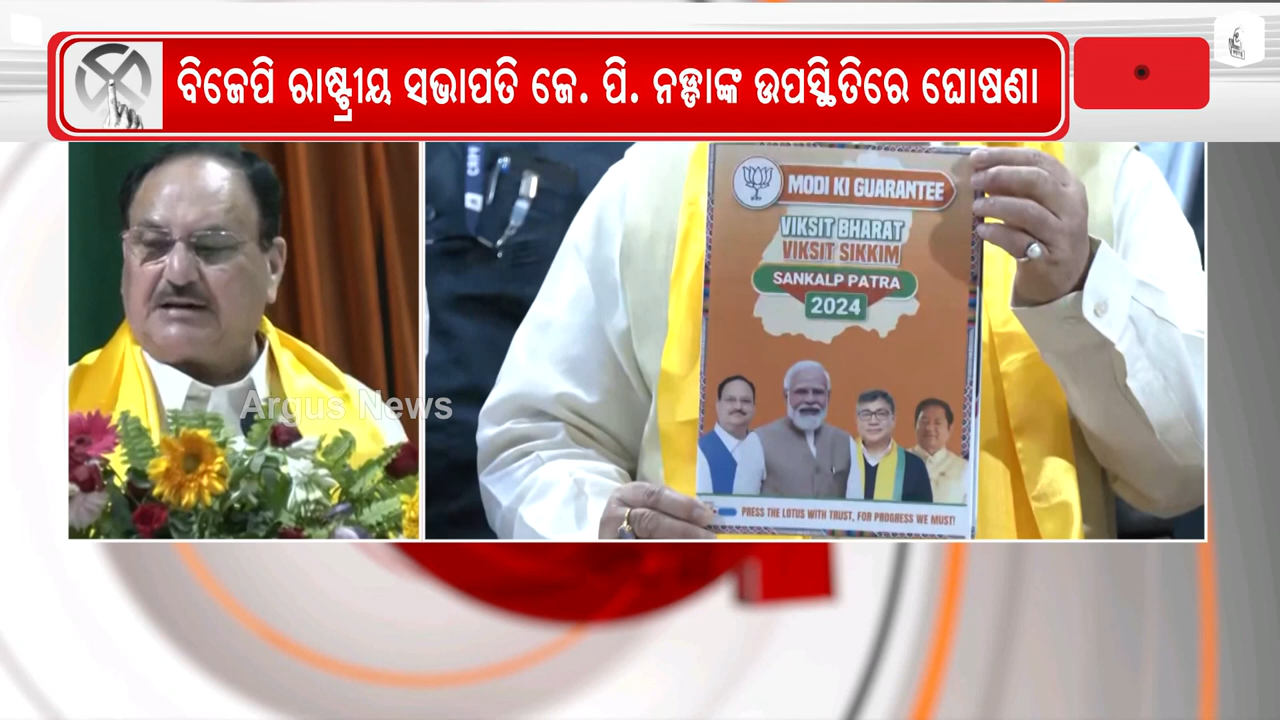 ବିଜେପି ରାଷ୍ଟ୍ରୀୟ ସଭାପତି ଜେ. ପି. ନଡ୍ଡାଙ୍କ ଉପସ୍ଥିତିରେ ଘୋଷଣା
MODI KI GUARANTEE
VIKSIT BHARAT
VIKSIT SIKKIM
SANKALP PATRA
2024
Argus News
PRESS THE LOTUS WITH TRUST, FOR PROGRESS WE MUST!